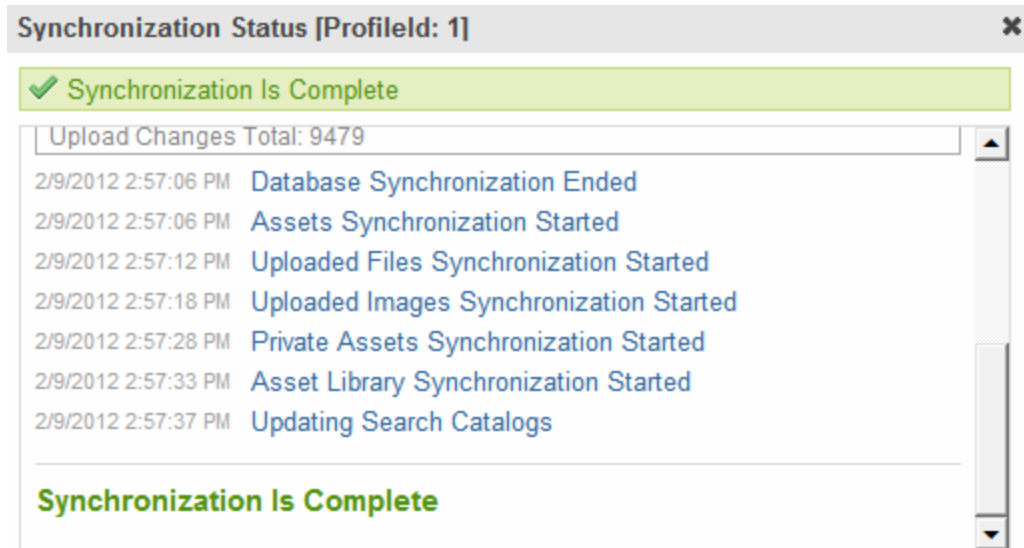 Synchronization Status [ProfileId: 1]
Synchronization Is Complete
Upload Changes Total: 9479
2/9/2012 2:57:06 PM Database Synchronization Ended
2/9/2012 2:57:06 PM Assets Synchronization Started
2/9/2012 2:57:12 PM Uploaded Files Synchronization Started
2/9/2012 2:57:18 PM Uploaded Images Synchronization Started
2/9/2012 2:57:28 PM Private Assets Synchronization Started
2/9/2012 2:57:33 PM Asset Library Synchronization Started
2/9/2012 2:57:37 PM Updating Search Catalogs
Synchronization Is Complete